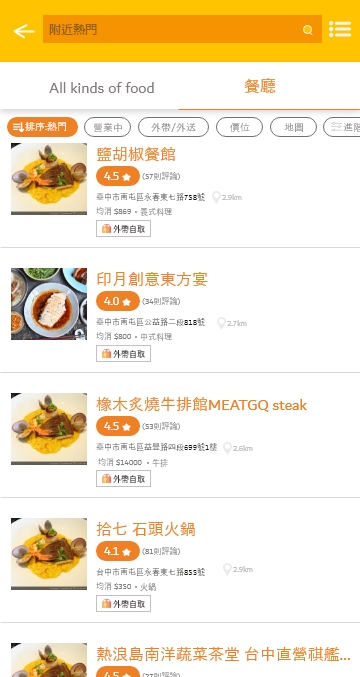 附近熱門
All kinds of food
餐廳
排序:熱門
營業中
外帶/外送
價位
地圖
進階
鹽胡椒餐館
4.5 (57則評論)
臺中市南屯區永春東七路758號 2.9km
均消 $869 • 義式料理
外帶自取
印月創意東方宴
4.0 (34則評論)
臺中市南屯區公益路二段818號 2.7km
均消 $800 • 中式料理
外帶自取
橡木炙燒牛排館MEATGQ steak
4.5 (53則評論)
臺中市南屯區益豐路四段699號1樓 2.6km
均消 $14000 • 牛排
外帶自取
拾七 石頭火鍋
4.1 (81則評論)
台中市南屯區永春東七路855號 2.9km
均消 $350 • 火鍋
外帶自取
熱浪島南洋蔬菜茶堂 台中直營祺艦...